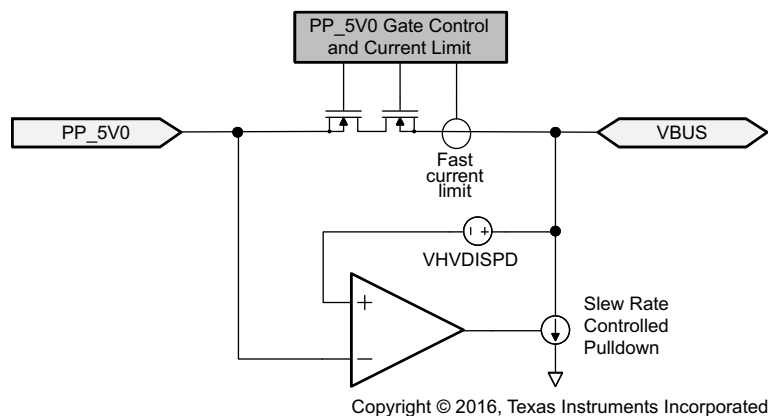 PP_5V0 Gate Control
and Current Limit
PP_5V0
VBUS
Fast
current
limit
VHVDISPD
Slew Rate
Controlled
Pulldown
Copyright © 2016, Texas Instruments Incorporated